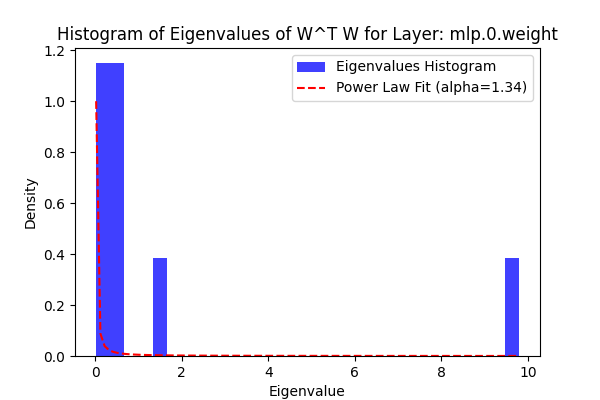 Histogram of Eigenvalues of W^T W for Layer: mlp.0.weight
Eigenvalues Histogram
Power Law Fit (alpha=1.34)
Density
1.2
1.0
0.8
0.6
0.4
0.2
0.0
0 2 4 6 8 10
Eigenvalue